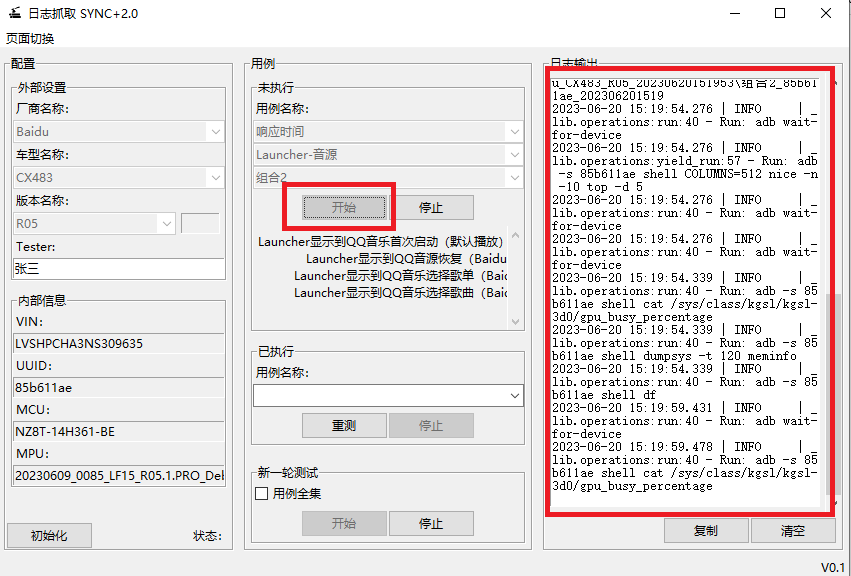 日志抓取 SYNC+2.0
页面切换
配置
外部设置
厂商名称:
Baidu
车型名称:
CX483
版本名称:
R05
Tester:
张三
内部信息
VIN:
LVSHPCHA3NS309635
UUID:
85b611ae
MCU:
NZ8T-14H361-BE
MPU:
20230609_0085_LF15_R05.1.PRO_Del
初始化
状态:
用例
未执行
用例名称:
响应时间
Launcher-音源
组合2
开始
停止
Launcher显示到QQ音乐首次启动（默认播放）
Launcher显示到QQ音源恢复（Baidu
Launcher显示到QQ音乐选择歌单（Baid
Launcher显示到QQ音乐选择歌曲（Baid
已执行
用例名称:
重测
停止
新一轮测试
用例全集
开始
停止
日志输出
u_CX483_R05_20230620151953\组合2_85b61
1ae_202306201519
2023-06-20 15:19:54.276 | INFO | _
lib.operations:run:40 - Run: adb wait-
for-device
2023-06-20 15:19:54.276 | INFO | _
lib.operations:yield_run:57 - Run: adb
-s 85b611ae shell COLUMNS=512 nice -n
-10 top -d 5
2023-06-20 15:19:54.276 | INFO | _
lib.operations:run:40 - Run: adb wait-
for-device
2023-06-20 15:19:54.276 | INFO | _
lib.operations:run:40 - Run: adb wait-
for-device
2023-06-20 15:19:54.339 | INFO | _
lib.operations:run:40 - Run: adb -s 85
b611ae shell cat /sys/class/kgsl/kgsl-
3d0/gpu_busy_percentage
2023-06-20 15:19:54.339 | INFO | _
lib.operations:run:40 - Run: adb -s 85
b611ae shell dumpsys -t 120 meminfo
2023-06-20 15:19:54.339 | INFO | _
lib.operations:run:40 - Run: adb -s 85
b611ae shell df
2023-06-20 15:19:59.431 | INFO | _
lib.operations:run:40 - Run: adb wait-
for-device
2023-06-20 15:19:59.478 | INFO | _
lib.operations:run:40 - Run: adb -s 85
b611ae shell cat /sys/class/kgsl/kgsl-
3d0/gpu_busy_percentage
复制
清空
V0.1